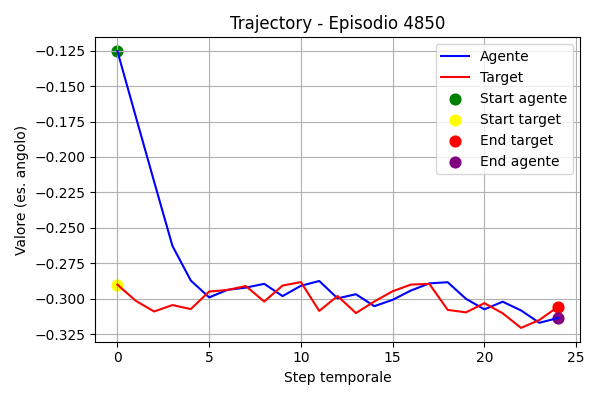 Trajectory - Episodio 4850
Valore (es. angolo)
−0.125
−0.150
−0.175
−0.200
−0.225
−0.250
−0.275
−0.300
−0.325
Agente
Target
Start agente
Start target
End target
End agente
0
5
10
15
20
25
Step temporale